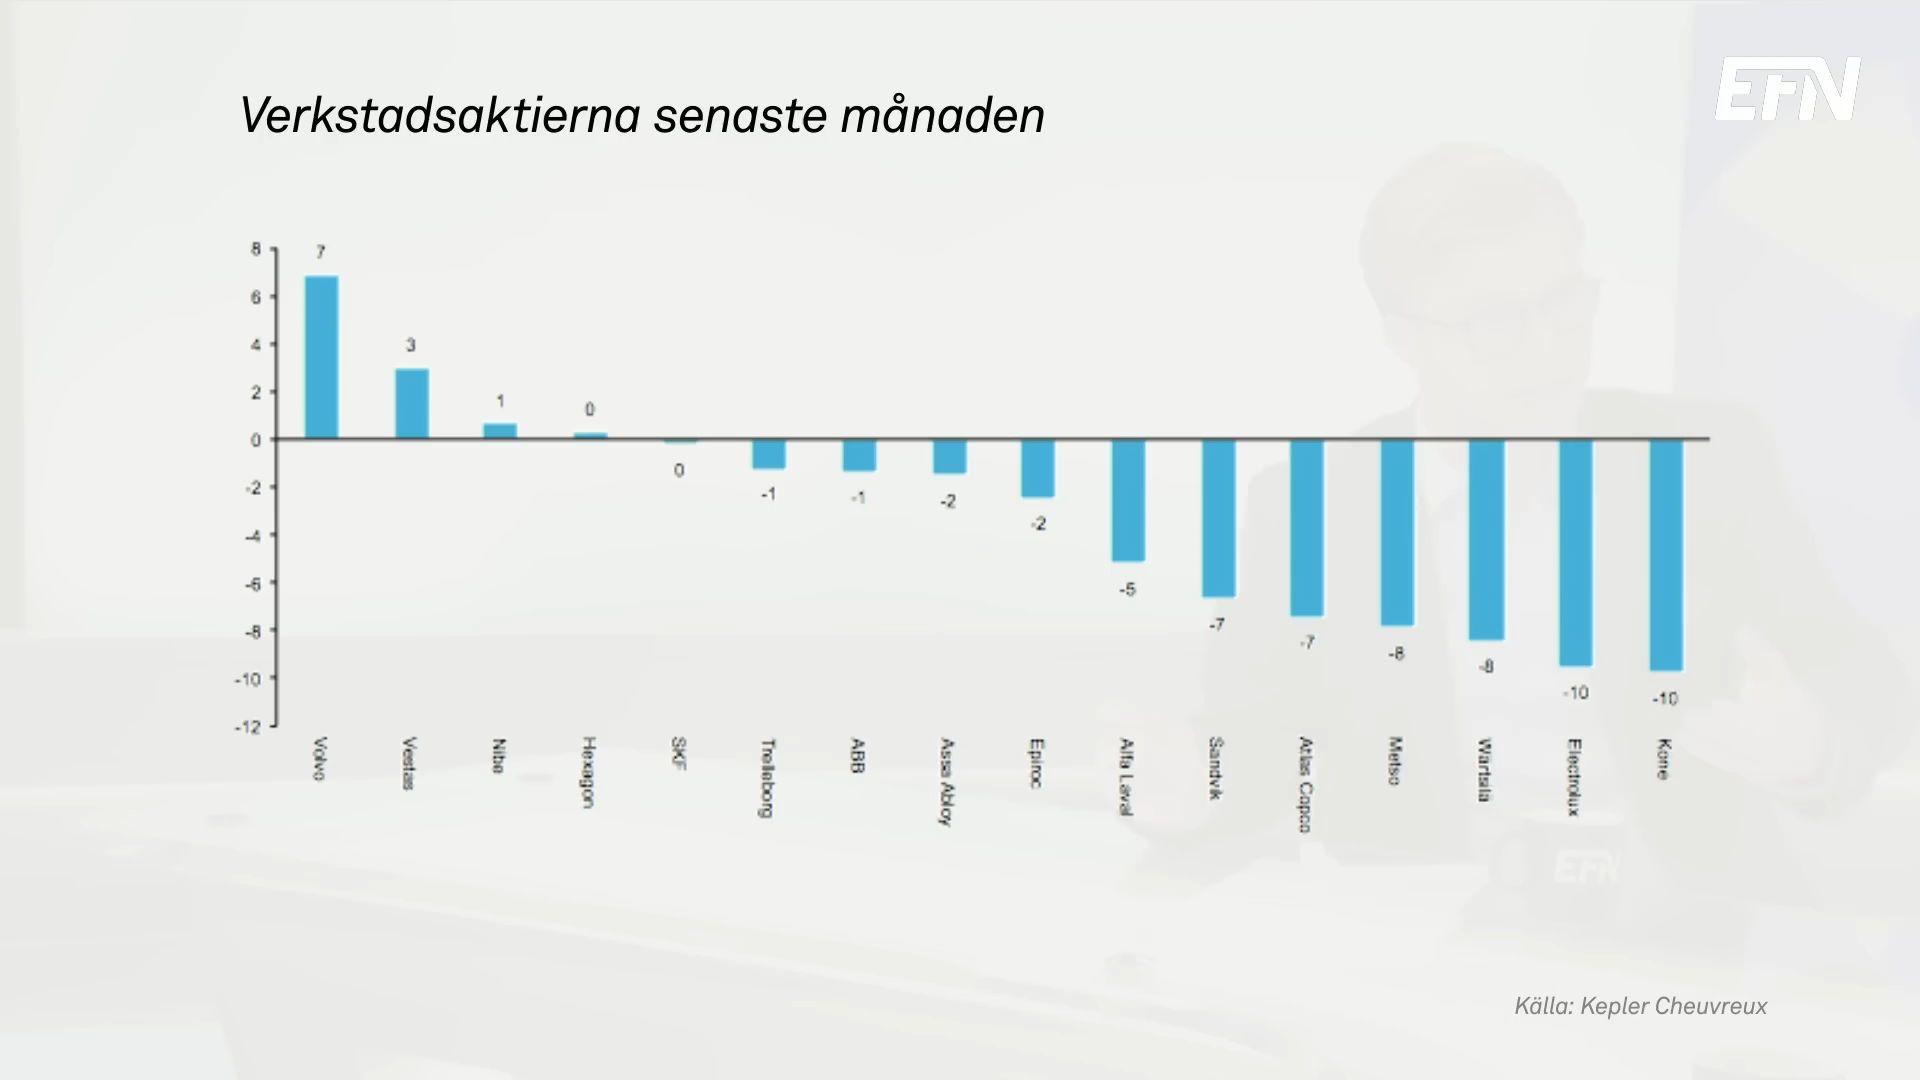 EFN
Verkstadsaktierna senaste månaden
8
6
4
2
0
-2
-4
-6
-8
-10
-12
7
3
1
0
0
-1
-1
-2
-2
-5
-7
-7
-8
-8
-10
-10
Volvo
Vestas
Nibe
Hexagon
SKF
Trelleborg
ABB
Assa Abloy
Epiroc
Alfa Laval
Sandvik
Atlas Copco
Metso
Wärtsilä
Electrolux
Kone
EFN
Källa: Kepler Cheuvreux